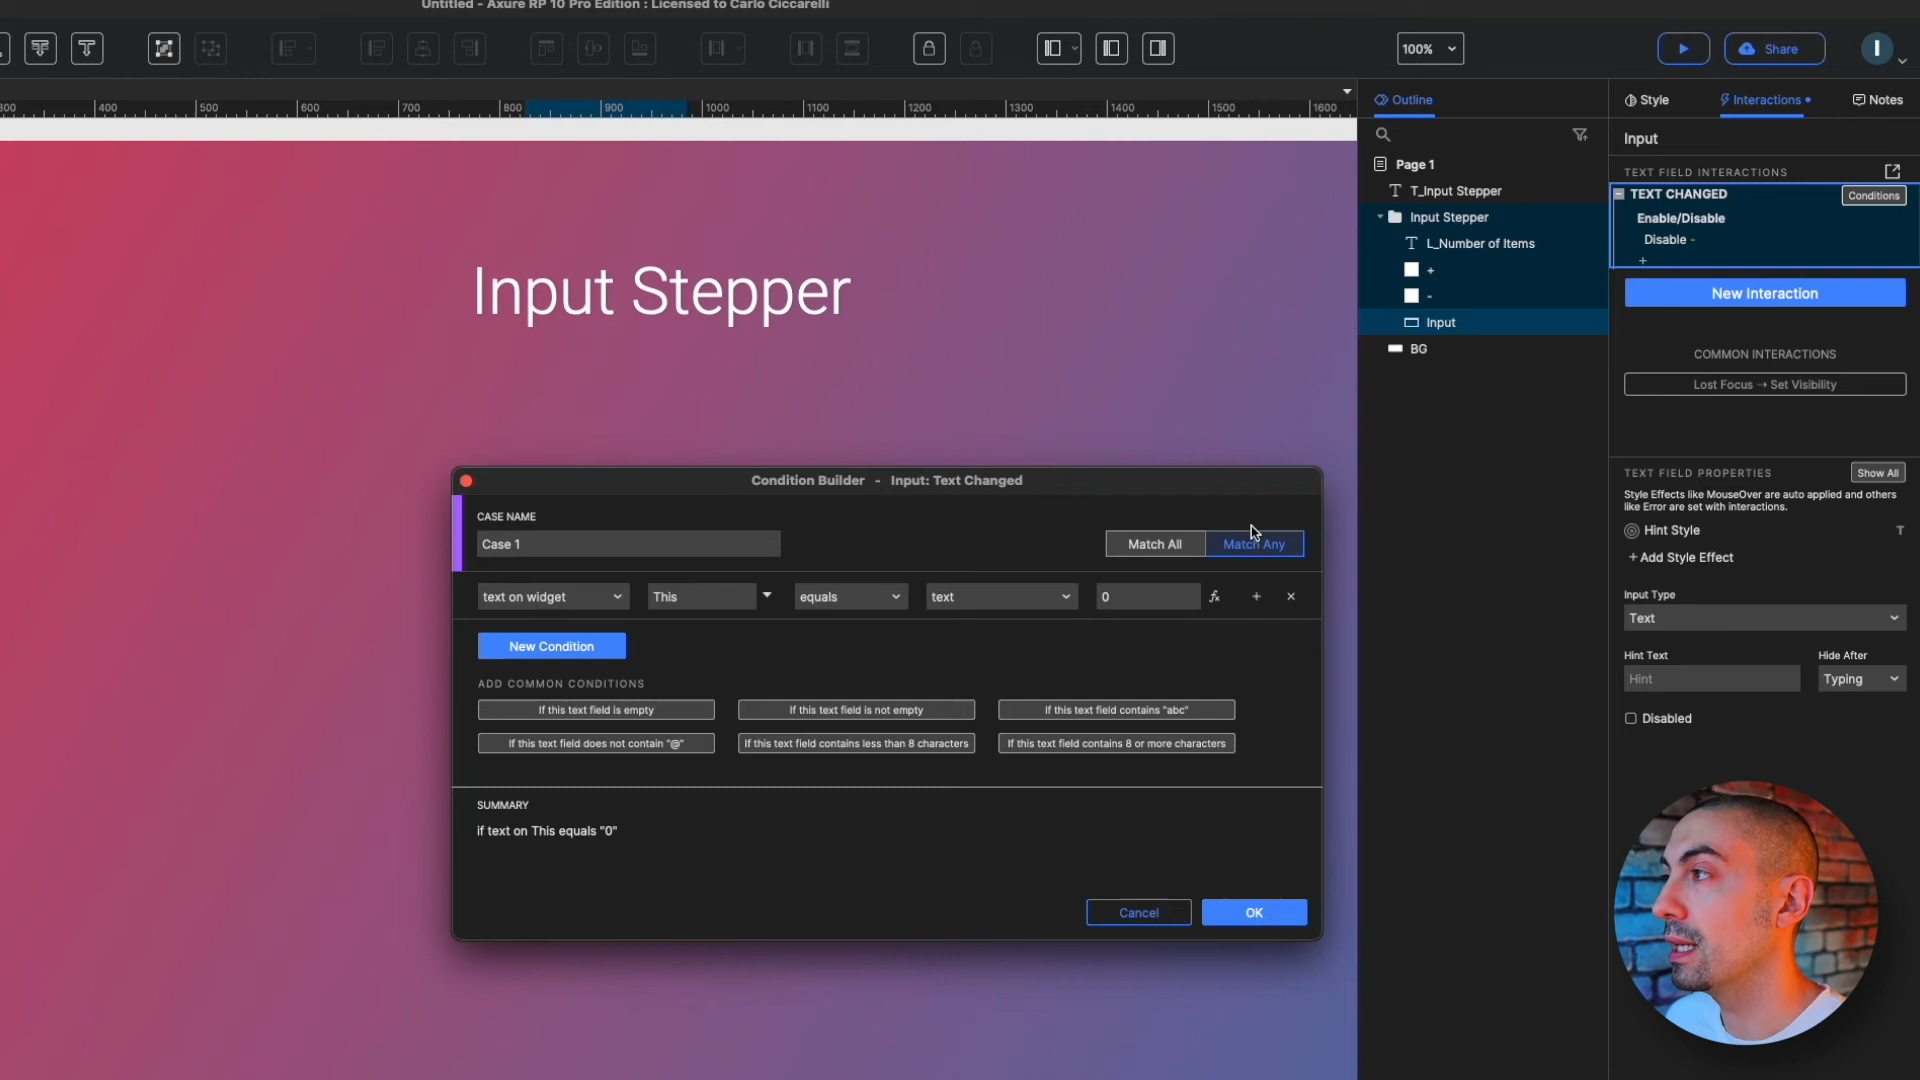 Untitled - Axure RP 10 Pro Edition : Licensed to Carlo Ciccarelli
100%
Share
I
300 400 500 600 700 800 900 1000 1100 1200 1300 1400 1500 1600
Outline
Page 1
T_Input Stepper
Input Stepper
L_Number of Items
+
-
Input
BG
Style
Interactions
Notes
Input
TEXT FIELD INTERACTIONS
TEXT CHANGED
Conditions
Enable/Disable
Disable -
+
New Interaction
COMMON INTERACTIONS
Lost Focus → Set Visibility
TEXT FIELD PROPERTIES
Show All
Style Effects like MouseOver are auto applied and others
like Error are set with interactions.
Hint Style
+ Add Style Effect
Input Type
Text
Hint Text
Hide After
Hint
Typing
Disabled
Input Stepper
Condition Builder - Input: Text Changed
CASE NAME
Case 1
Match All
Match Any
text on widget
This
equals
text
0
fx
+
×
New Condition
ADD COMMON CONDITIONS
If this text field is empty
If this text field is not empty
If this text field contains "abc"
If this text field does not contain "@"
If this text field contains less than 8 characters
If this text field contains 8 or more characters
SUMMARY
if text on This equals "0"
Cancel
OK